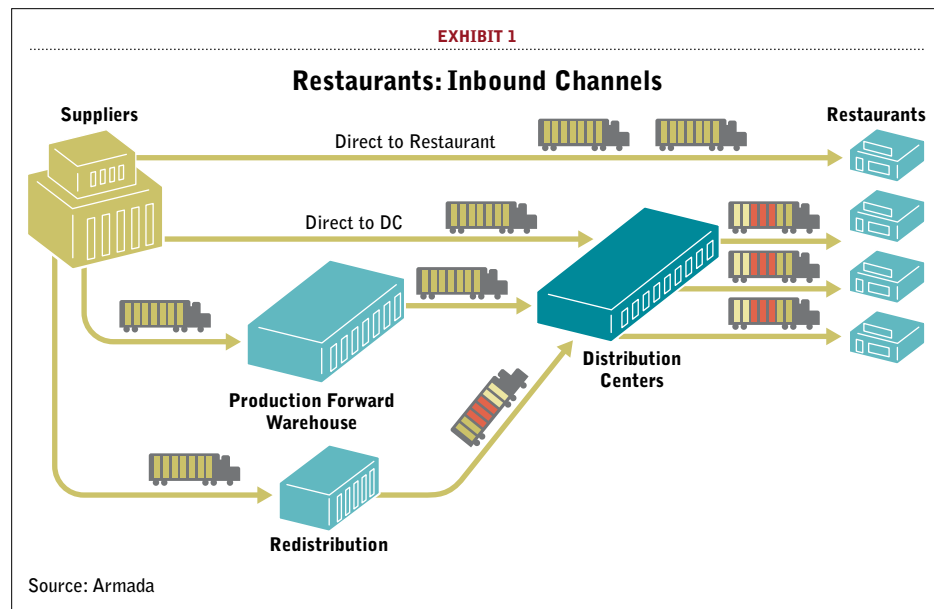 EXHIBIT 1
Restaurants: Inbound Channels
Suppliers
Restaurants
Direct to Restaurant
Direct to DC
Distribution
Centers
Production Forward
Warehouse
Redistribution
Source: Armada